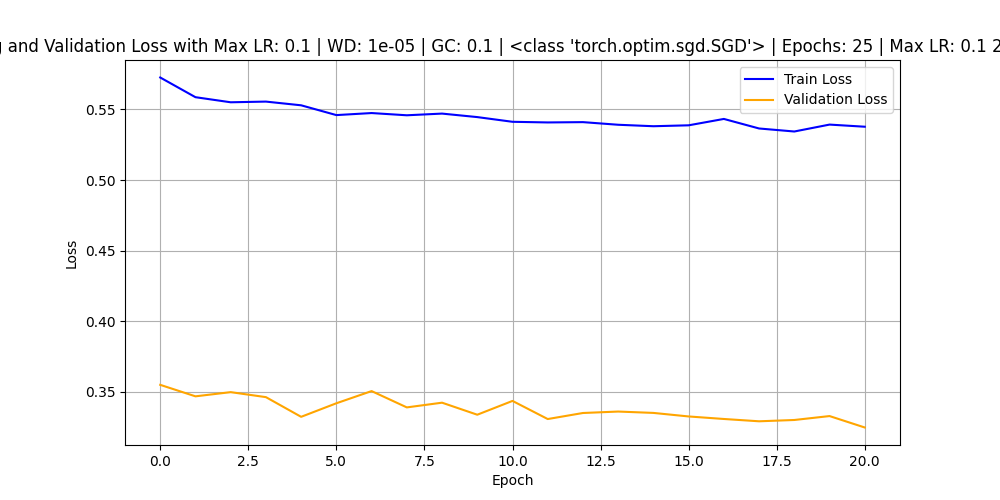 g and Validation Loss with Max LR: 0.1 | WD: 1e-05 | GC: 0.1 | <class 'torch.optim.sgd.SGD'> | Epochs: 25 | Max LR: 0.1 2
Train Loss
Validation Loss
0.55
0.50
0.45
0.40
0.35
Loss
0.0 2.5 5.0 7.5 10.0 12.5 15.0 17.5 20.0
Epoch